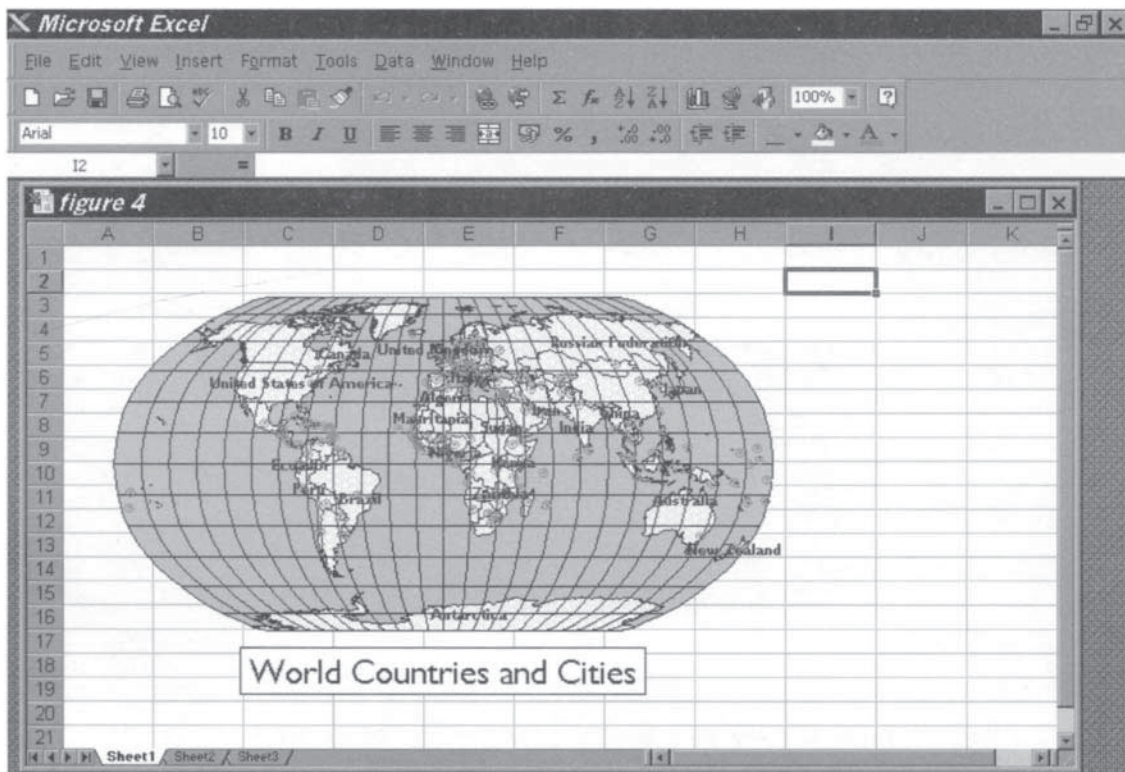 Microsoft Excel
File Edit View Insert Format Tools Data Window Help
100%
Arial 10 B I U
I2 =
figure 4
A B C D E F G H I J K
1
2
3
4
5
6
7
8
9
10
11
12
13
14
15
16
17
18
19
20
21
Canada United Kingdom Russian Federation
United States of America Italy Japan
Algeria
Mauritania Sudan Iran India China
Nigeria
Ecuador Kenya
Peru Brazil Zambia Australia
New Zealand
Antarctica
World Countries and Cities
Sheet1 Sheet2 Sheet3